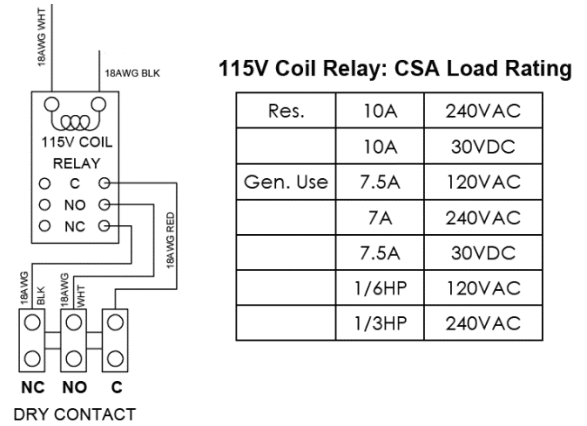 18AWG WHT
18AWG BLK
115V COIL
RELAY
C
NO
NC
18AWG RED
18AWG
BLK
18AWG
WHT
NC NO C
DRY CONTACT
115V Coil Relay: CSA Load Rating
Res. 10A 240VAC
10A 30VDC
Gen. Use 7.5A 120VAC
7A 240VAC
7.5A 30VDC
1/6HP 120VAC
1/3HP 240VAC